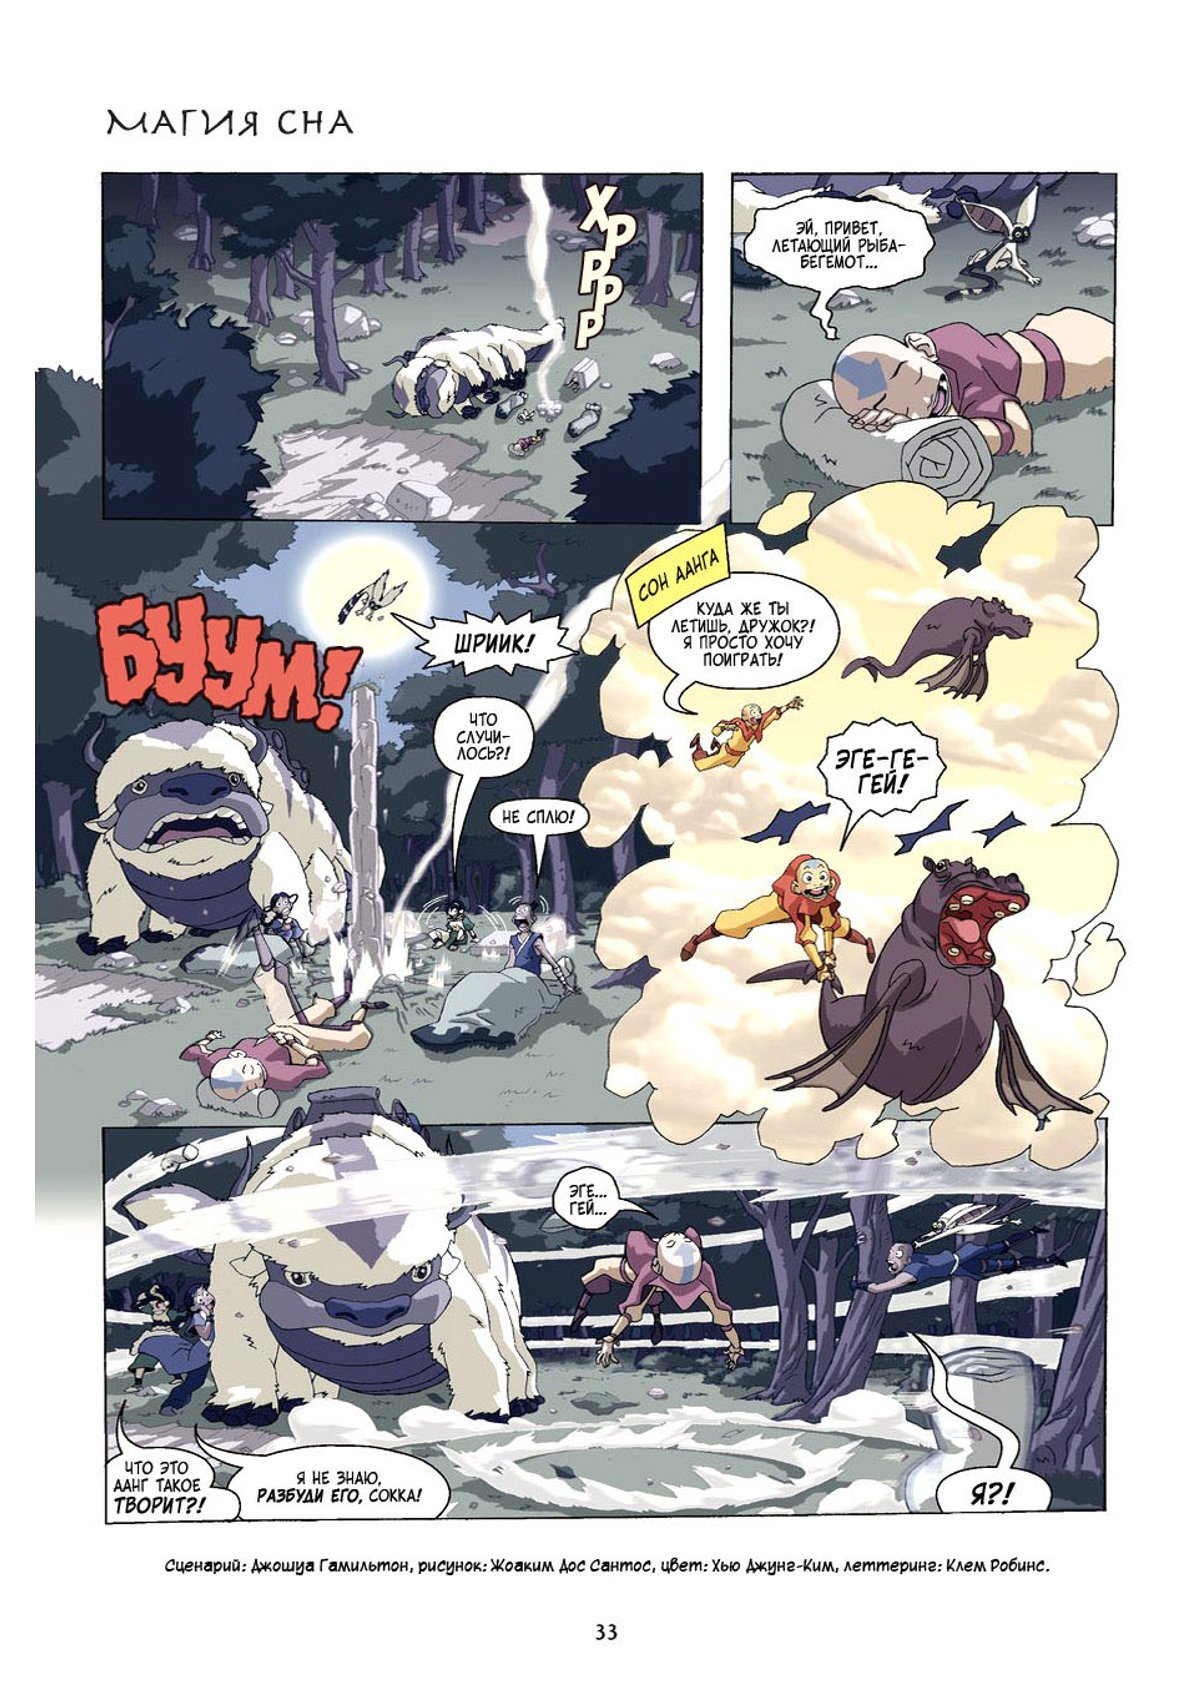 МАГИЯ СНА
ХРРРР
ЭЙ, ПРИВЕТ,
ЛЕТАЮЩИЙ РЫБА-
БЕГЕМОТ...
БУУМ!
ШРИИК!
ЧТО
СЛУЧИ-
ЛОСЬ?!
НЕ СПЛЮ!
СОН ААНГА
КУДА ЖЕ ТЫ
ЛЕТИШЬ, ДРУЖОК?!
Я ПРОСТО ХОЧУ
ПОИГРАТЬ!
ЭГЕ-ГЕ-
ГЕЙ!
ЭГЕ...
ГЕЙ...
ЧТО ЭТО
ААНГ ТАКОЕ
ТВОРИТ?!
Я НЕ ЗНАЮ,
РАЗБУДИ ЕГО, СОККА!
Я?!
Сценарий: Джошуа Гамильтон, рисунок: Жоаким Дос Сантос, цвет: Хью Джунг-Ким, леттеринг: Клем Робинс.
33